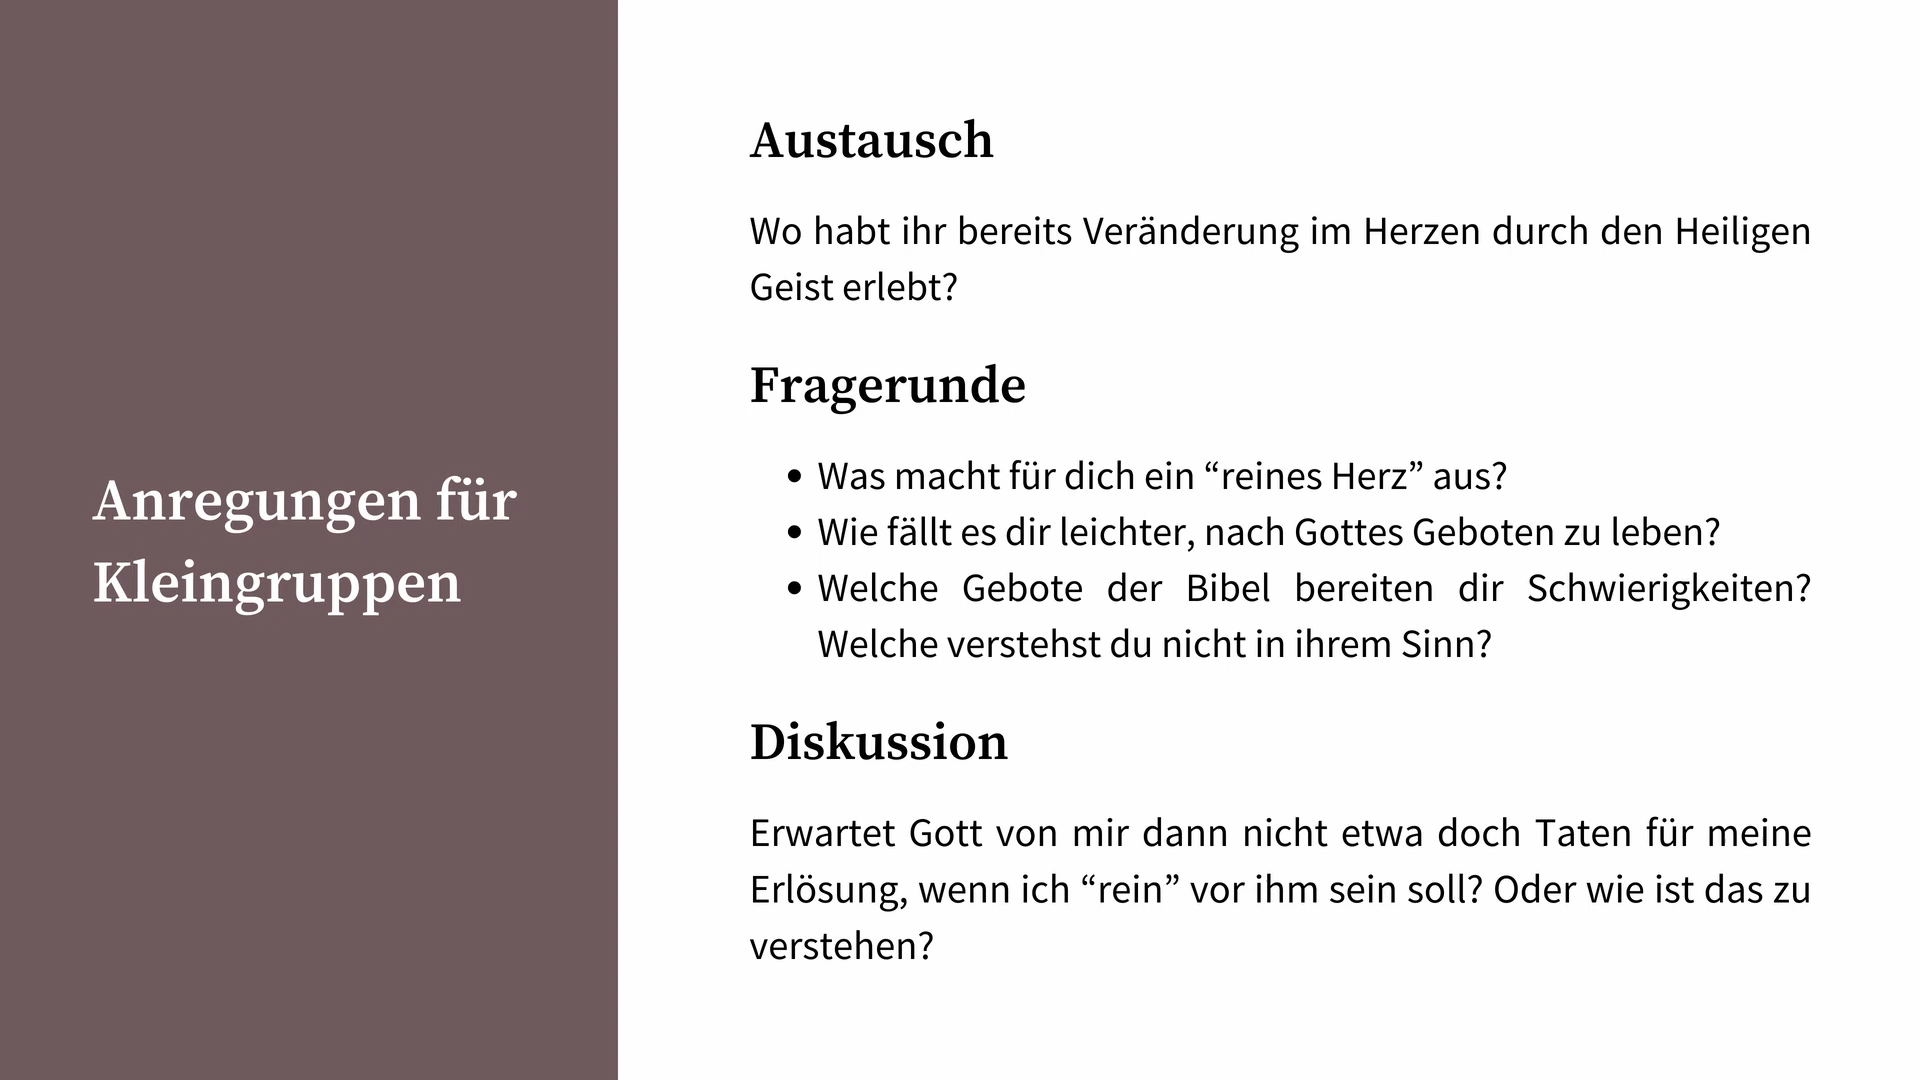 Anregungen für
Kleingruppen
Austausch
Wo habt ihr bereits Veränderung im Herzen durch den Heiligen
Geist erlebt?
Fragerunde
• Was macht für dich ein “reines Herz” aus?
• Wie fällt es dir leichter, nach Gottes Geboten zu leben?
• Welche Gebote der Bibel bereiten dir Schwierigkeiten?
Welche verstehst du nicht in ihrem Sinn?
Diskussion
Erwartet Gott von mir dann nicht etwa doch Taten für meine
Erlösung, wenn ich “rein” vor ihm sein soll? Oder wie ist das zu
verstehen?